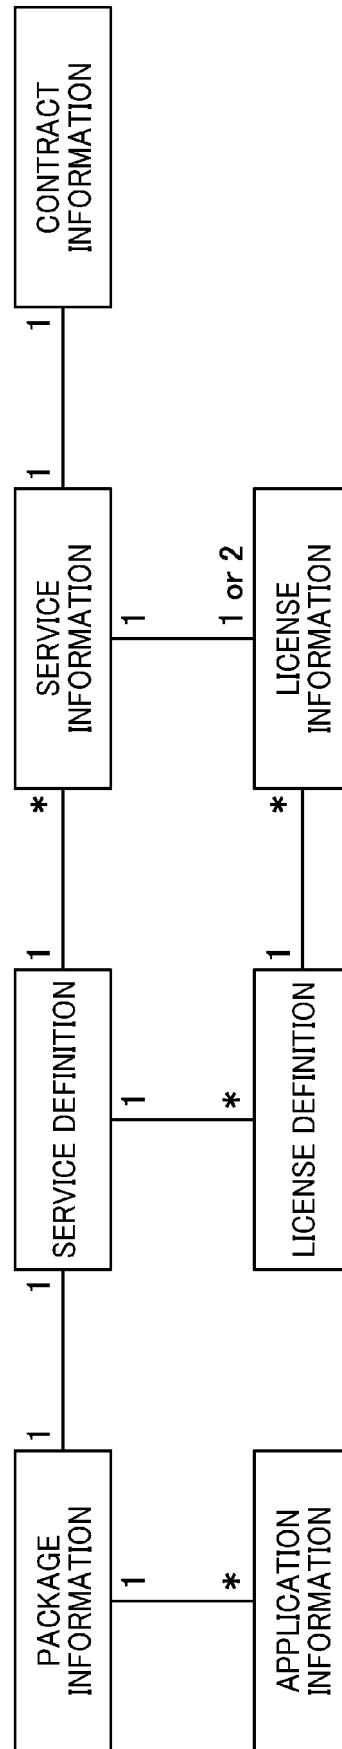 PACKAGE
INFORMATION
1
1
SERVICE DEFINITION
1
*
SERVICE
INFORMATION
1
1
CONTRACT
INFORMATION
1
*
1
*
1
1 or 2
APPLICATION
INFORMATION
LICENSE DEFINITION
1
*
LICENSE
INFORMATION